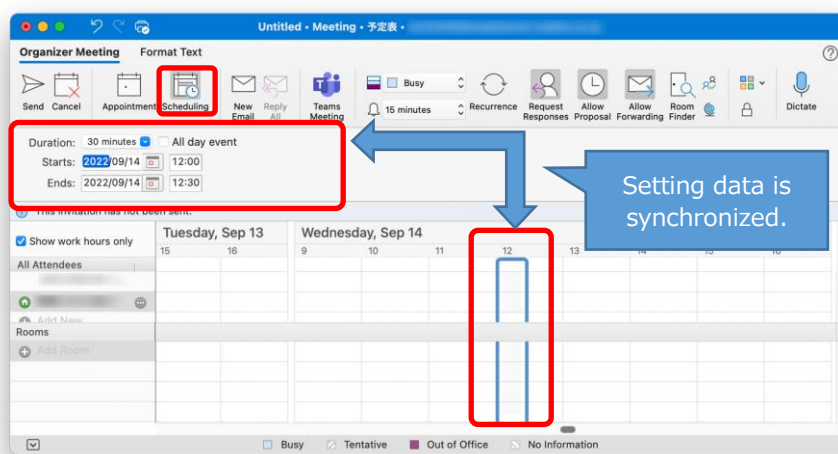 Untitled • Meeting • 予定表 •
Organizer Meeting Format Text
Send Cancel Appointment Scheduling New Email Reply All Teams Meeting Busy 15 minutes Recurrence Request Responses Allow Proposal Allow Forwarding Room Finder Dictate
Duration: 30 minutes All day event
Starts: 2022/09/14 12:00
Ends: 2022/09/14 12:30
Setting data is
synchronized.
This invitation has not been sent.
Show work hours only
Tuesday, Sep 13 Wednesday, Sep 14
15 16 9 10 11 12 13 14 15 16
All Attendees
Add New
Rooms
Add Room
Busy Tentative Out of Office No Information